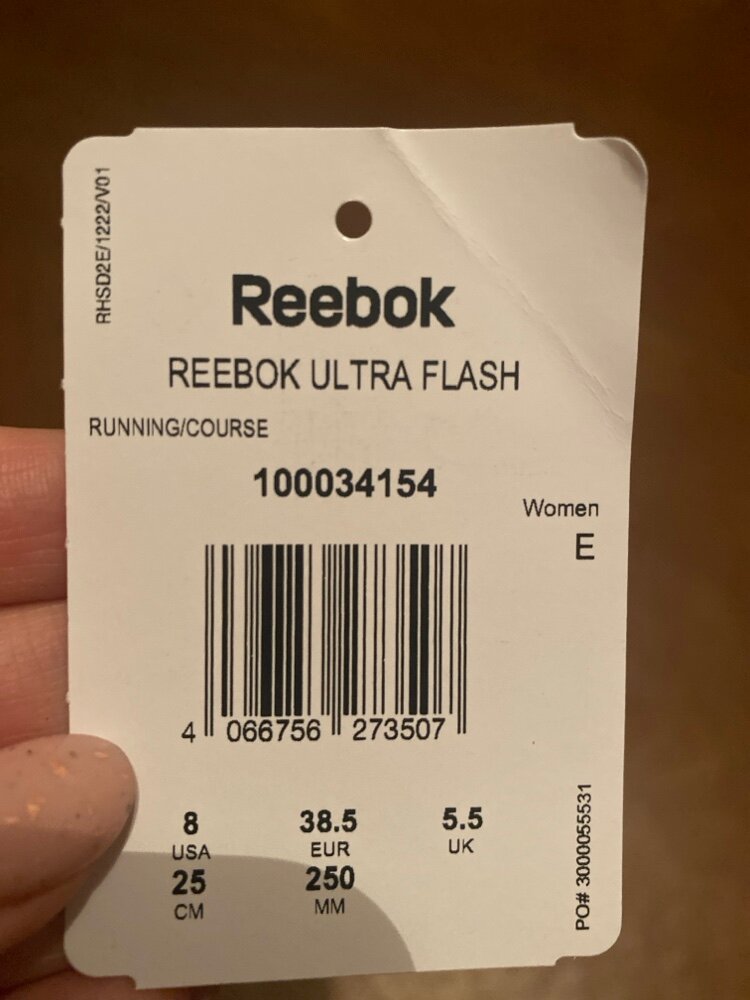 RHSD2E/1222/V01
Reebok
REEBOK ULTRA FLASH
RUNNING/COURSE
100034154
Women
E
4 066756 273507
8 38.5 5.5
USA EUR UK
25 250
CM MM
PO# 3000055531